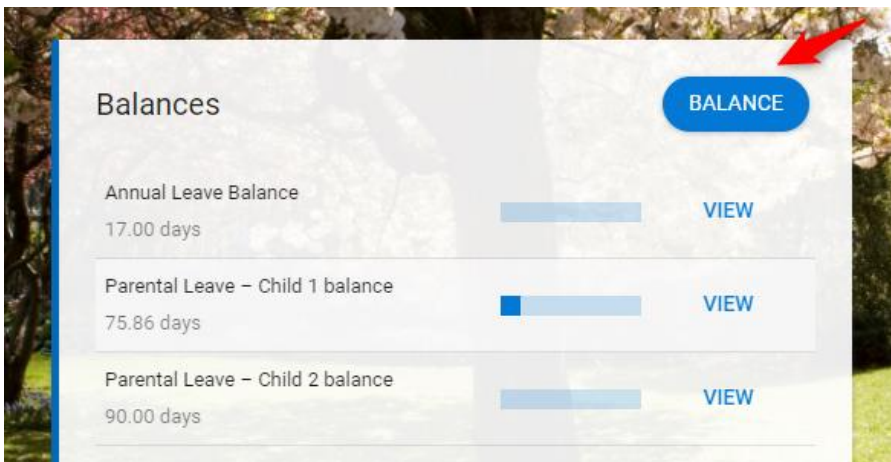 Balances
BALANCE
Annual Leave Balance
17.00 days
VIEW
Parental Leave – Child 1 balance
75.86 days
VIEW
Parental Leave – Child 2 balance
90.00 days
VIEW